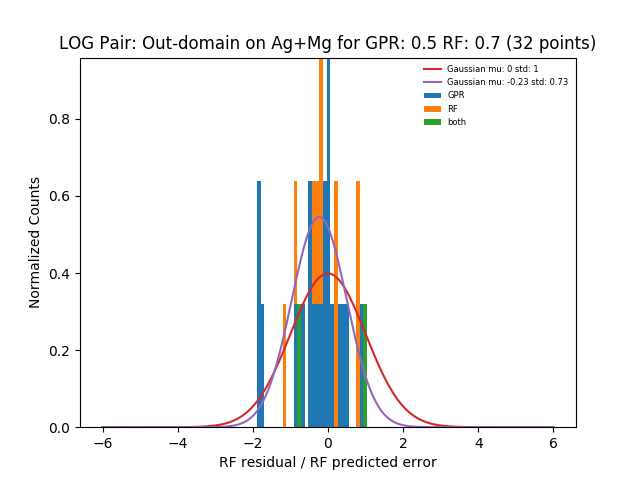 LOG Pair: Out-domain on Ag+Mg for GPR: 0.5 RF: 0.7 (32 points)
Gaussian mu: 0 std: 1
Gaussian mu: -0.23 std: 0.73
GPR
RF
both
Normalized Counts
0.8
0.6
0.4
0.2
0.0
−6 −4 −2 0 2 4 6
RF residual / RF predicted error